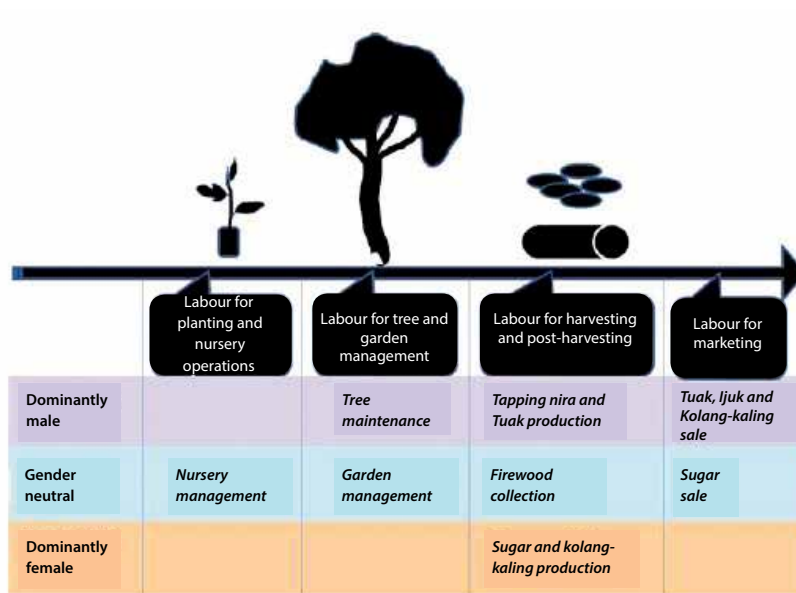 Labour for
planting and
nursery
operations
Labour for tree and
garden
management
Labour for harvesting
and post-harvesting
Labour for
marketing
Dominantly
male
Tree
maintenance
Tapping nira and
Tuak production
Tuak, Ijuk and
Kolang-kaling
sale
Gender
neutral
Nursery
management
Garden
management
Firewood
collection
Sugar
sale
Dominantly
female
Sugar and kolang-
kaling production